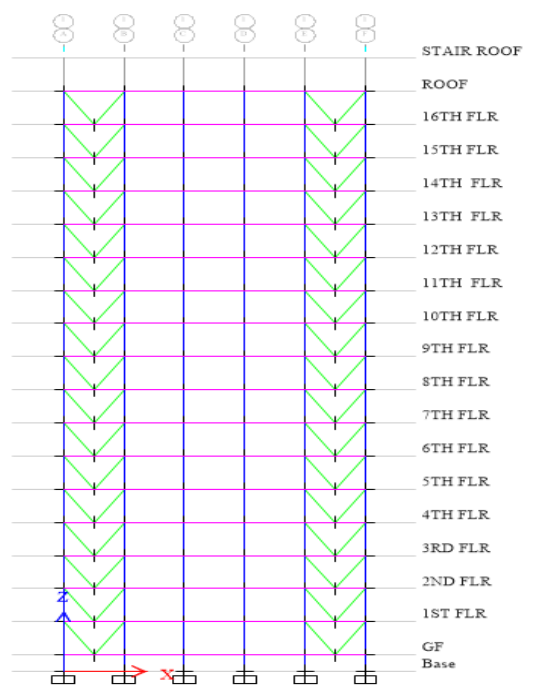 A B C D E F
STAIR ROOF
ROOF
16TH FLR
15TH FLR
14TH FLR
13TH FLR
12TH FLR
11TH FLR
10TH FLR
9TH FLR
8TH FLR
7TH FLR
6TH FLR
5TH FLR
4TH FLR
3RD FLR
2ND FLR
Z
1ST FLR
GF
Base
X